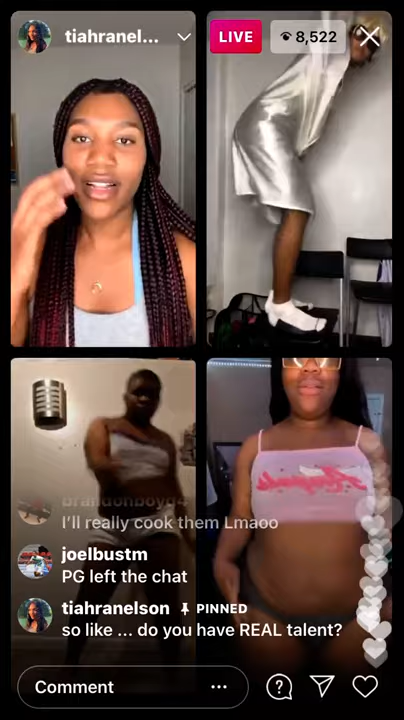 tiahranel...
LIVE
8,522
brandonboyd4
I'll really cook them Lmaoo
joelbustm
PG left the chat
tiahranelson PINNED
so like ... do you have REAL talent?
Comment